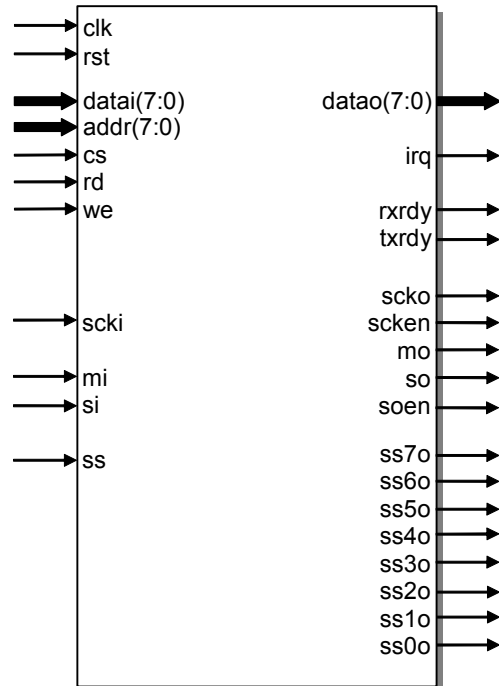 clk
rst
datai(7:0) datao(7:0)
addr(7:0)
cs irq
rd
we rxrdy
txrdy
scko
scki scken
mo
mi so
si soen
ss ss7o
ss6o
ss5o
ss4o
ss3o
ss2o
ss1o
ss0o